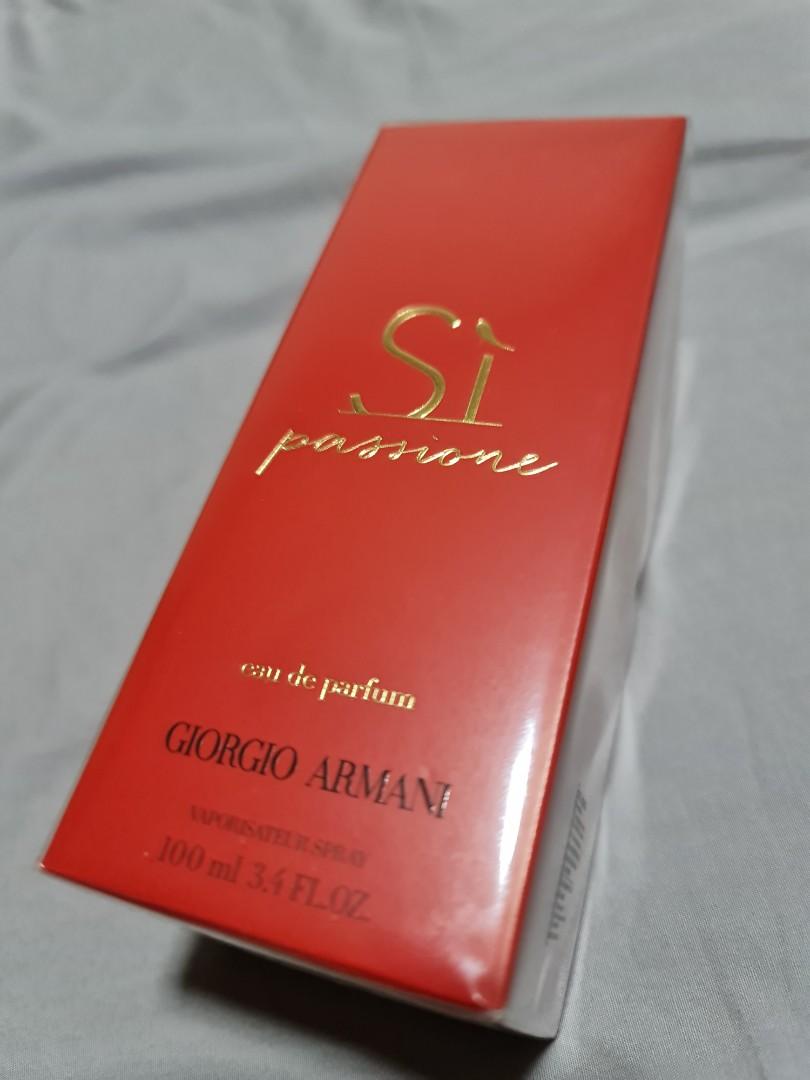 Sì
passione
eau de parfum
GIORGIO ARMANI
VAPORISATEUR SPRAY
100 ml 3.4 FL.OZ